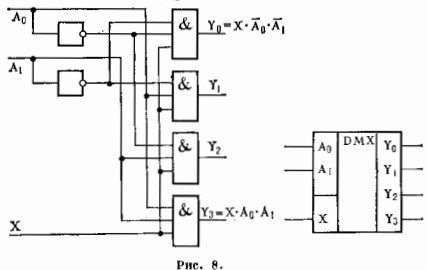 A₀
& Y₀=X·Ā₀·Ā₁
A₁
& Y₁
& Y₂
A₀ DMX Y₀
A₁ Y₁
Y₂
X Y₃
& Y₃=X·A₀·A₁
X
Рис. 8.